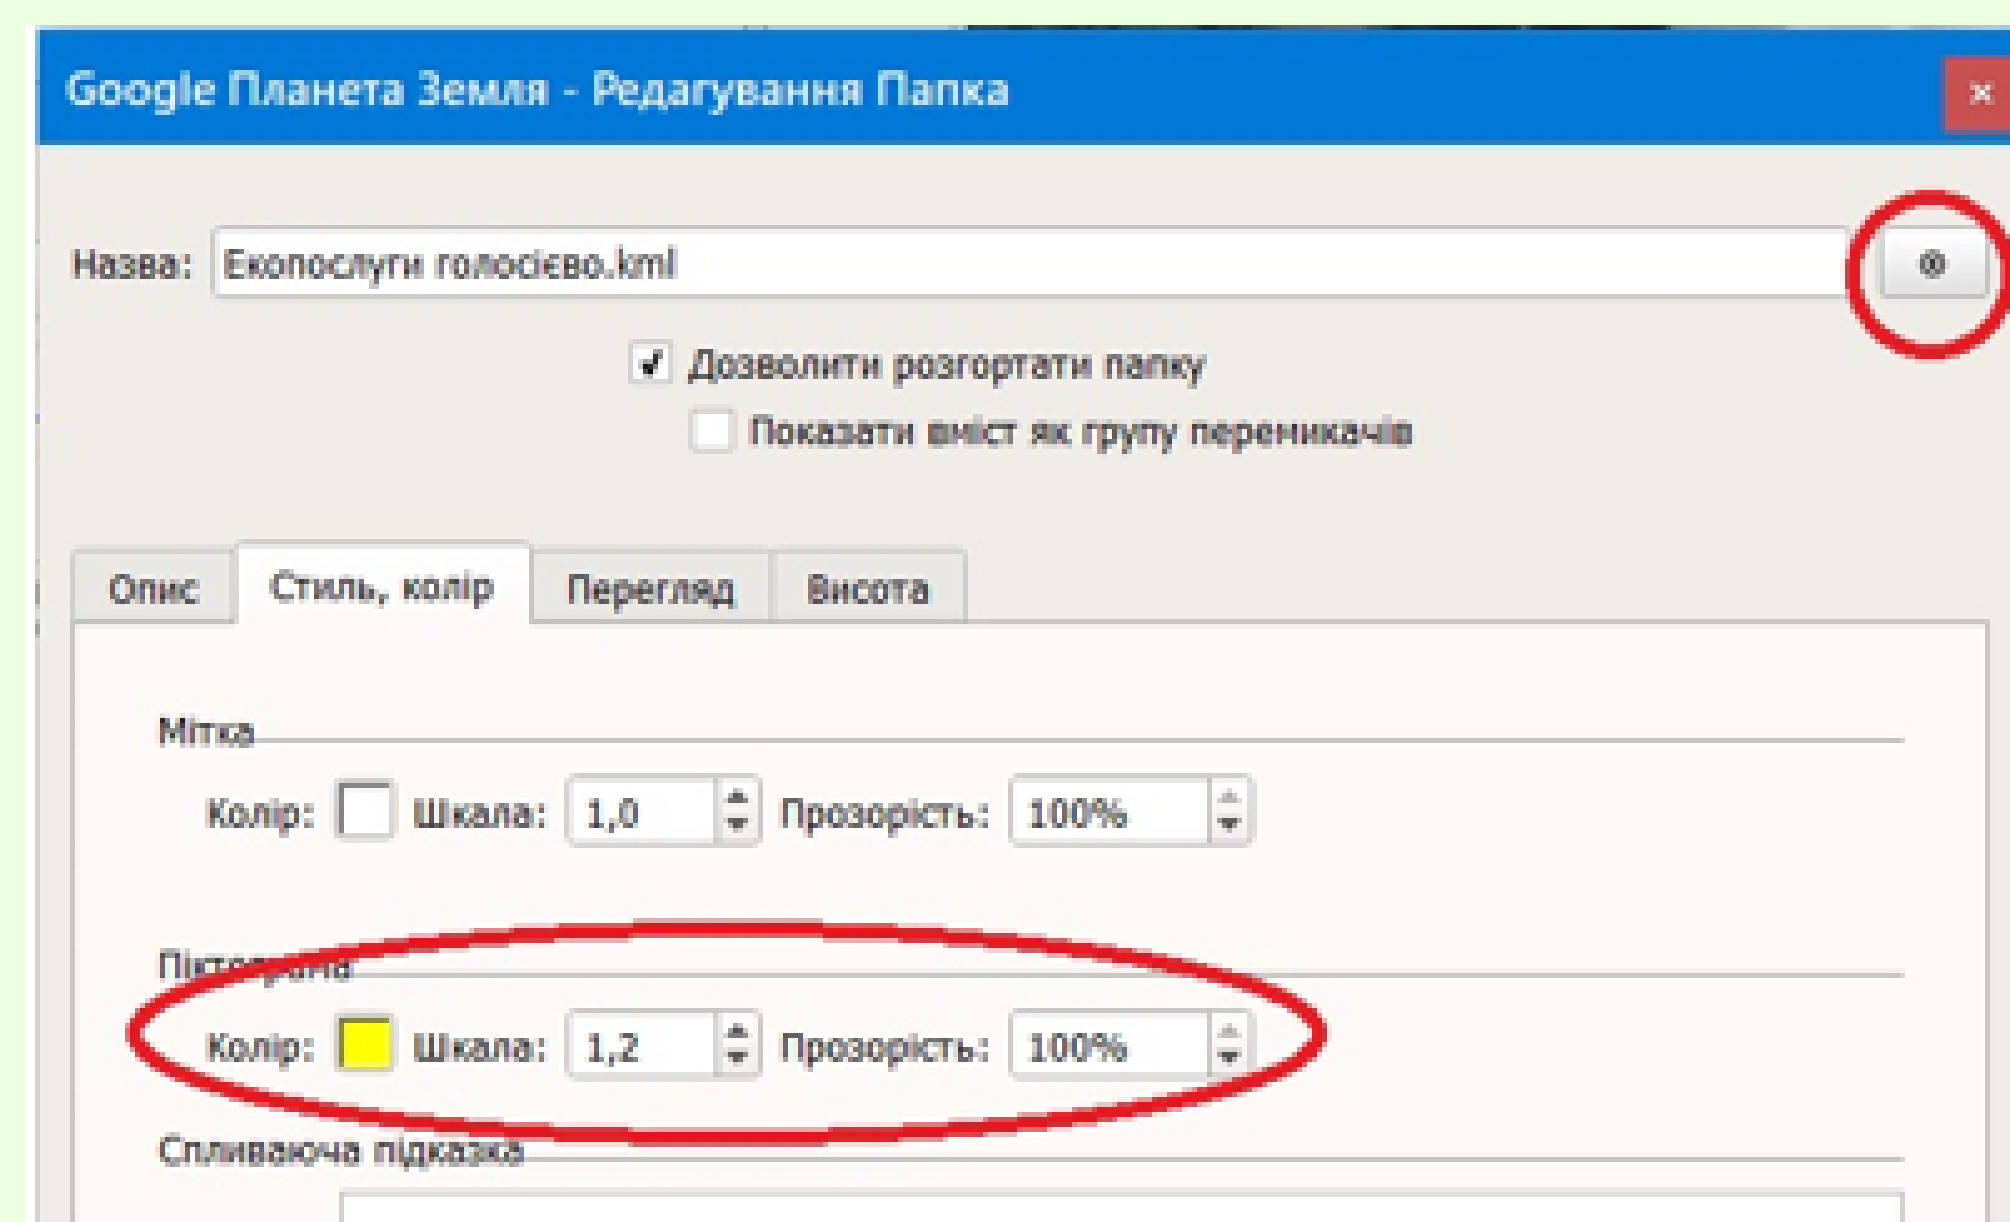 Google Планета Земля - Редагування Папка
Назва: Екопослуги голосієво.kml
Дозволити розгортати папку
Показати вміст як групу перемикачів
Опис Стиль, колір Перегляд Висота
Мітка
Колір: Шкала: 1,0 Прозорість: 100%
Піктограма
Колір: Шкала: 1,2 Прозорість: 100%
Спливаюча підказка